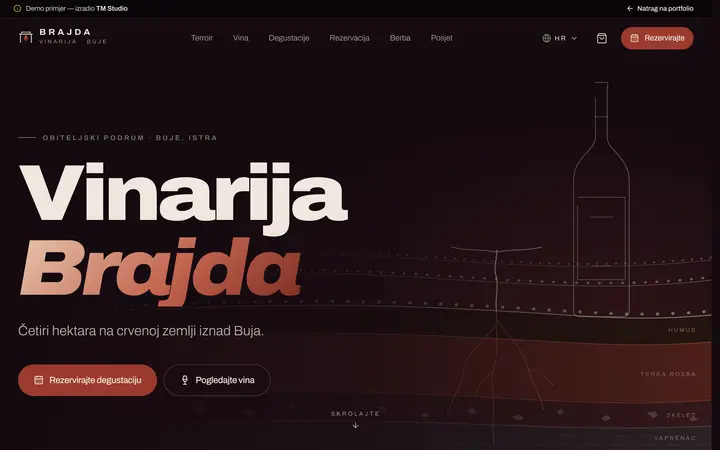 Demo primjer — izradio TM Studio
Natrag na portfolio
BRAJDA
VINARIJA BUJE
Terroir
Vina
Degustacije
Rezervacija
Berba
Posjet
HR
Rezervirajte
OBITELJSKI PODRUM · BUJE, ISTRA
Vinarija
Brajda
Četiri hektara na crvenoj zemlji iznad Buja.
Rezervirajte degustaciju
Pogledajte vina
SKROLAJTE
HUMUS
TERRA ROSSA
SKELET
VAPNENAC